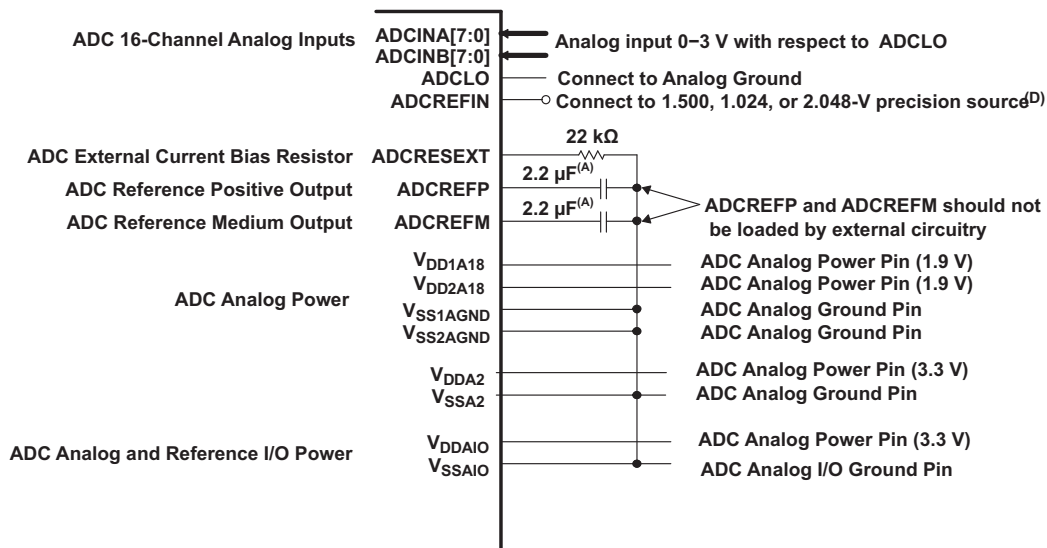 ADC 16-Channel Analog Inputs ADCINA[7:0] Analog input 0−3 V with respect to ADCLO
ADCINB[7:0]
ADCLO Connect to Analog Ground
ADCREFIN Connect to 1.500, 1.024, or 2.048-V precision source(D)
22 kΩ
ADC External Current Bias Resistor ADCRESEXT
2.2 µF(A)
ADC Reference Positive Output ADCREFP
2.2 µF(A)
ADC Reference Medium Output ADCREFM
ADCREFP and ADCREFM should not
be loaded by external circuitry
VDD1A18 ADC Analog Power Pin (1.9 V)
VDD2A18 ADC Analog Power Pin (1.9 V)
ADC Analog Power
VSS1AGND ADC Analog Ground Pin
VSS2AGND ADC Analog Ground Pin
VDDA2 ADC Analog Power Pin (3.3 V)
VSSA2 ADC Analog Ground Pin
ADC Analog and Reference I/O Power
VDDAIO ADC Analog Power Pin (3.3 V)
VSSAIO ADC Analog I/O Ground Pin